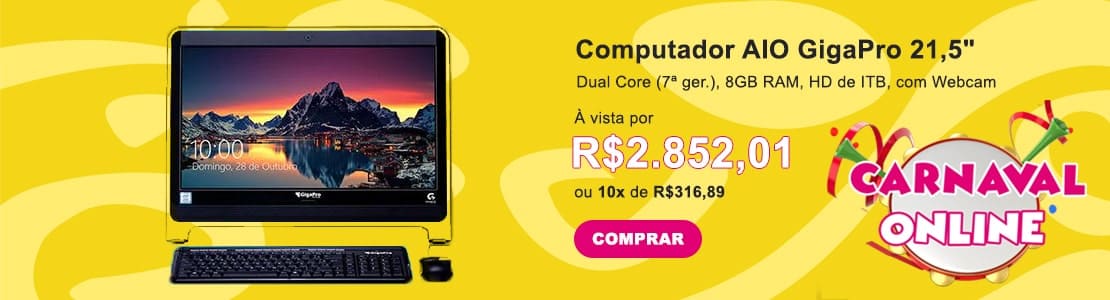 Computador AIO GigaPro 21,5"
Dual Core (7ª ger.), 8GB RAM, HD de ITB, com Webcam
À vista por
R$2.852,01
ou 10x de R$316,89
COMPRAR
CARNAVAL
ONLINE
10:00
Domingo, 28 de Outubro
GigaPro
GigaPro